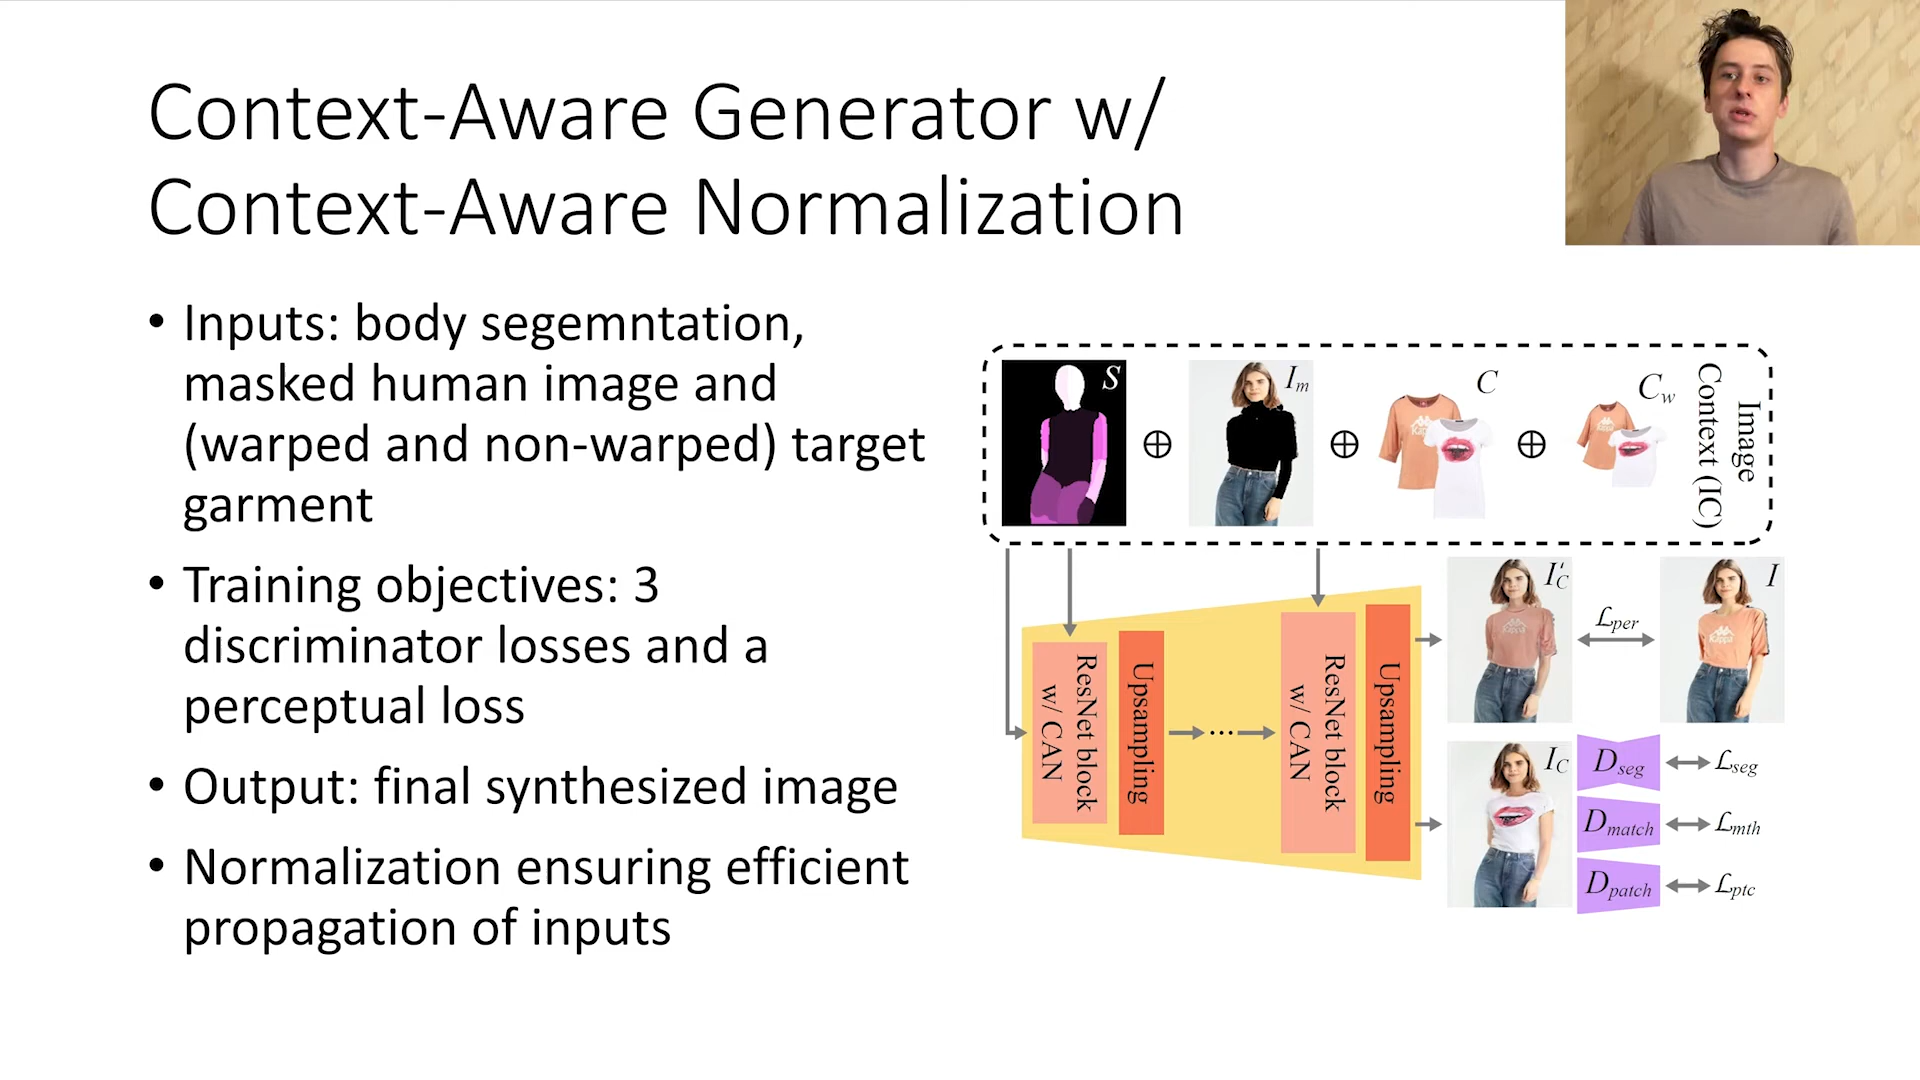 Context-Aware Generator w/
Context-Aware Normalization
• Inputs: body segemntation,
masked human image and
(warped and non-warped) target
garment
• Training objectives: 3
discriminator losses and a
perceptual loss
• Output: final synthesized image
• Normalization ensuring efficient
propagation of inputs
S
⊕
I_m
⊕
C
⊕
C_w
Image
Context (IC)
ResNet block
w/ CAN
Upsampling
...
ResNet block
w/ CAN
Upsampling
I'_C
ℒ_per
I
I_C
D_seg
ℒ_seg
D_match
ℒ_mth
D_patch
ℒ_ptc
Kappa